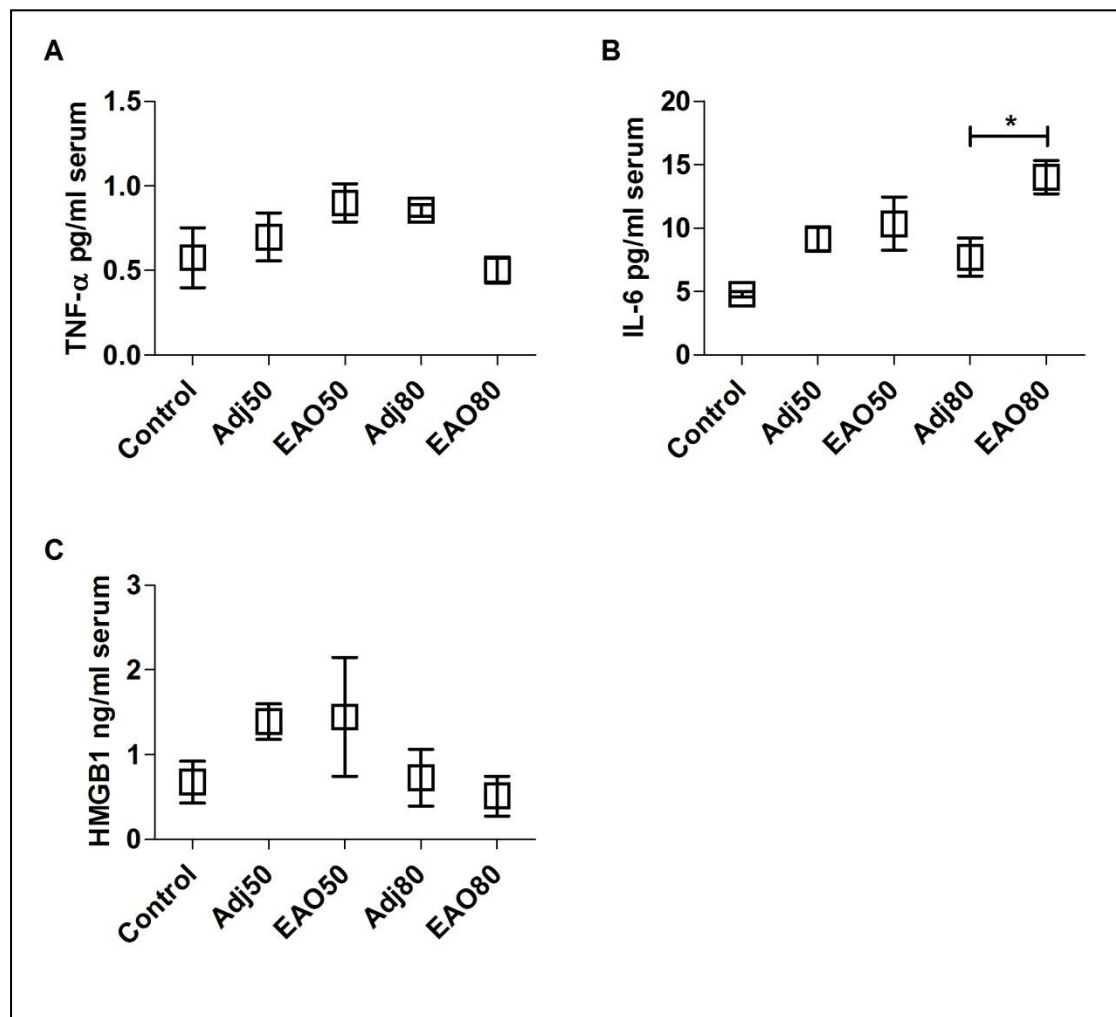 A
TNF-α pg/ml serum
1.5
1.0
0.5
0.0
Control
Adj50
EAO50
Adj80
EAO80
B
IL-6 pg/ml serum
20
15
10
5
0
*
Control
Adj50
EAO50
Adj80
EAO80
C
HMGB1 ng/ml serum
3
2
1
0
Control
Adj50
EAO50
Adj80
EAO80